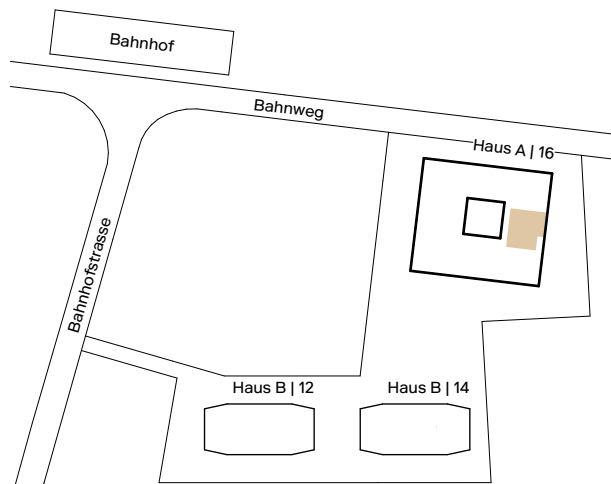 Bahnhof
Bahnweg
Haus A | 16
Bahnhofstrasse
Haus B | 12
Haus B | 14